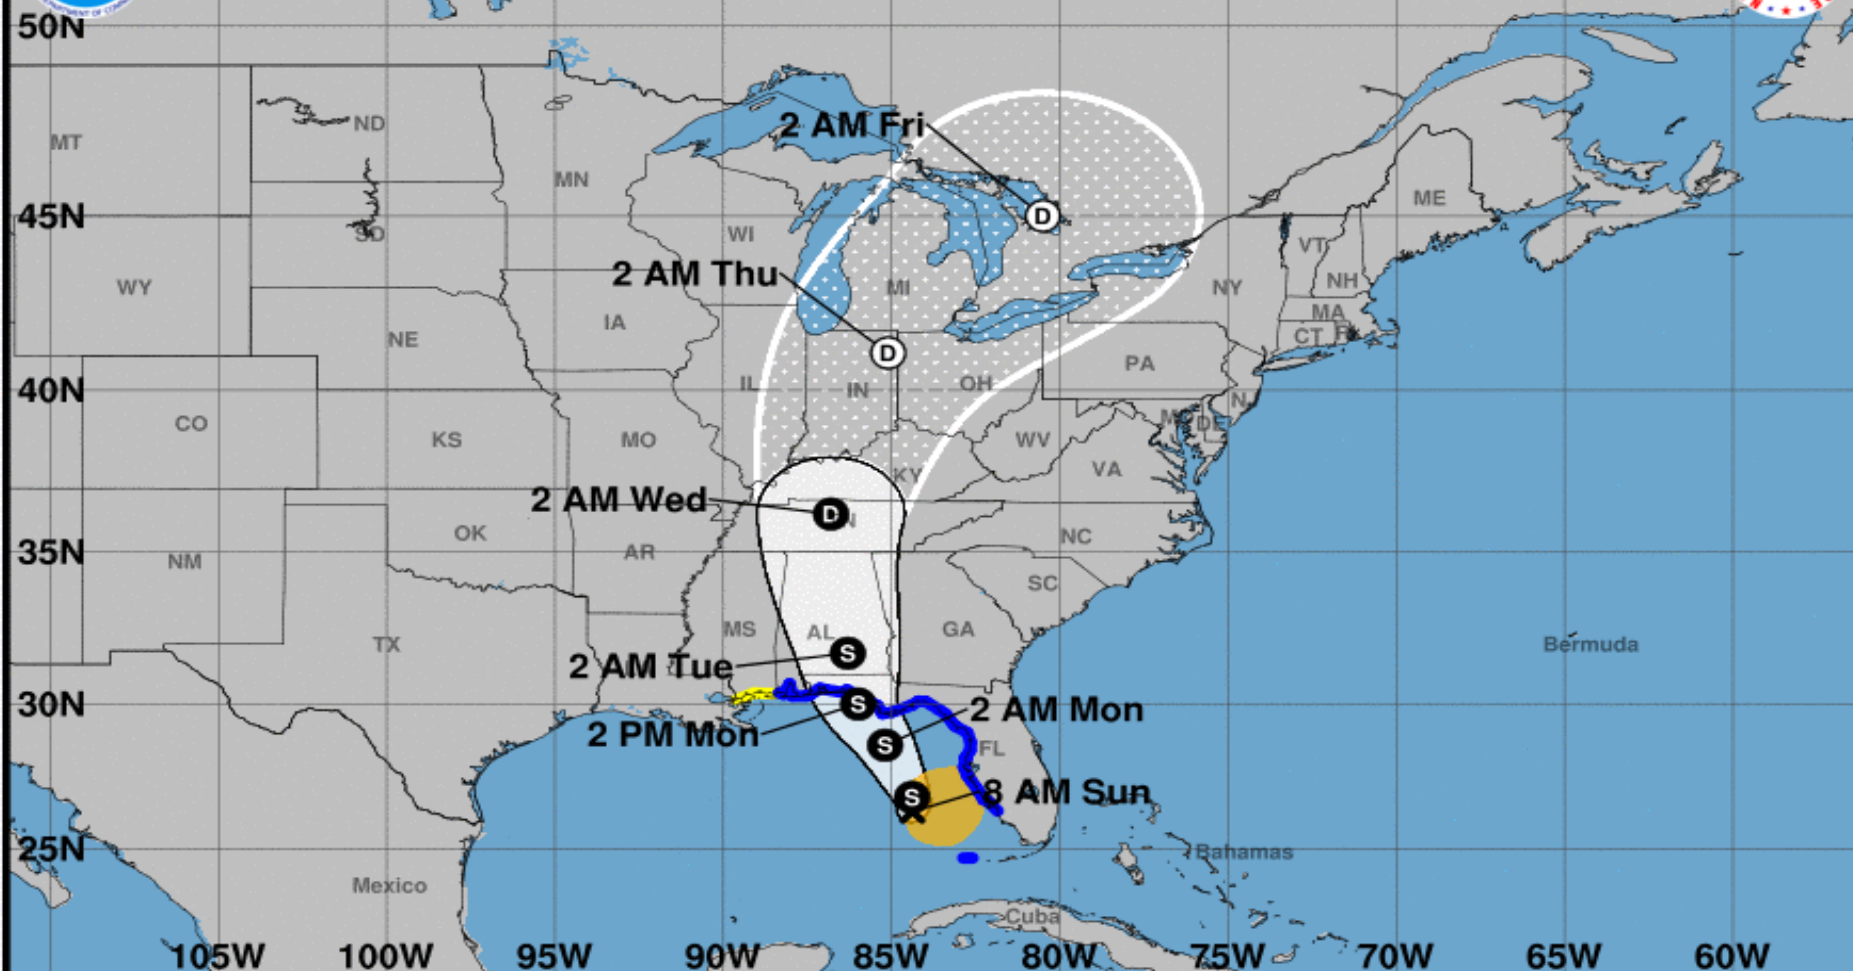 DEPARTMENT OF COM
50N
2 AM Fri
ND
MT
MN
ME
45N
D
SD
WI
VT
2 AM Thu
WY
MI
NY
NH
MA
IA
NE
CT
RI
D
PA
40N
IL
IN
OH
N
CO
KS
MO
WV
DE
VA
KY
2 AM Wed
D
N
OK
NC
35N
AR
NM
SC
MS
AL
GA
TX
Bermuda
2 AM Tue
S
30N
S
2 AM Mon
2 PM Mon
S
FL
S
8 AM Sun
25N
Bahamas
Mexico
Cuba
105W
100W
95W
90W
85W
80W
75W
70W
65W
60W